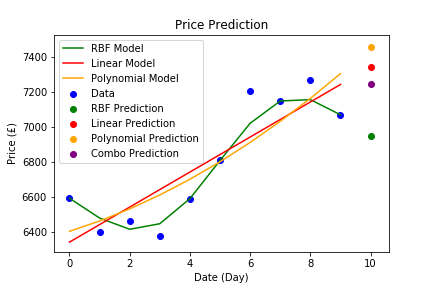 Price Prediction
RBF Model
Linear Model
Polynomial Model
Data
RBF Prediction
Linear Prediction
Polynomial Prediction
Combo Prediction
7400
7200
7000
6800
6600
6400
Price (£)
0 2 4 6 8 10
Date (Day)